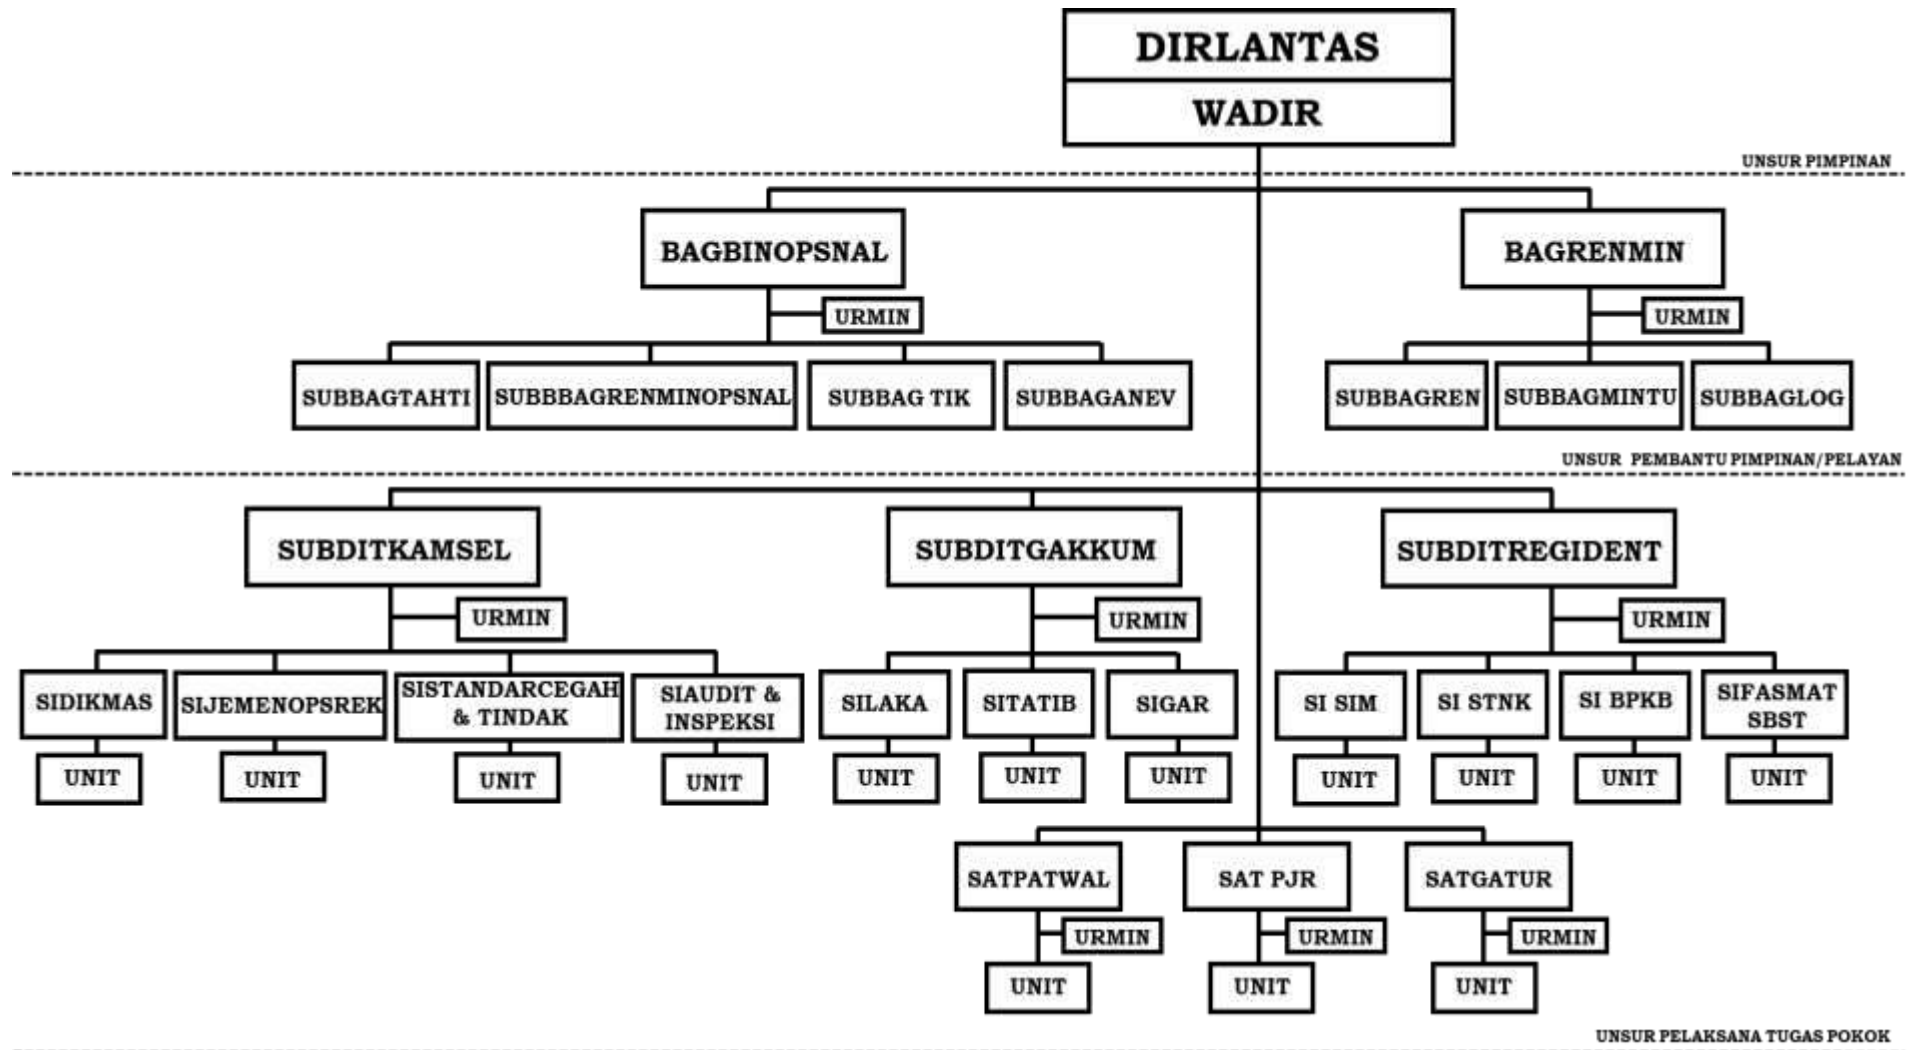 DIRLANTAS
WADIR
UNSUR PIMPINAN
BAGBINOPSNAL
BAGRENMIN
URMIN
URMIN
SUBBAGTAHTI
SUBBBAGRENMINOPSNAL
SUBBAG TIK
SUBBAGANEV
SUBBAGREN
SUBBAGMINTU
SUBBAGLOG
UNSUR PEMBANTU PIMPINAN/PELAYAN
SUBDITKAMSEL
SUBDITGAKKUM
SUBDITREGIDENT
URMIN
URMIN
URMIN
SIDIKMAS
SIJEMENOPSREK
SISTANDARCEGAH
& TINDAK
SIAUDIT &
INSPEKSI
SILAKA
SITATIB
SIGAR
SI SIM
SI STNK
SI BPKB
SIFASMAT
SBST
UNIT
UNIT
UNIT
UNIT
UNIT
UNIT
UNIT
UNIT
UNIT
UNIT
UNIT
SATPATWAL
SAT PJR
SATGATUR
URMIN
URMIN
URMIN
UNIT
UNIT
UNIT
UNSUR PELAKSANA TUGAS POKOK